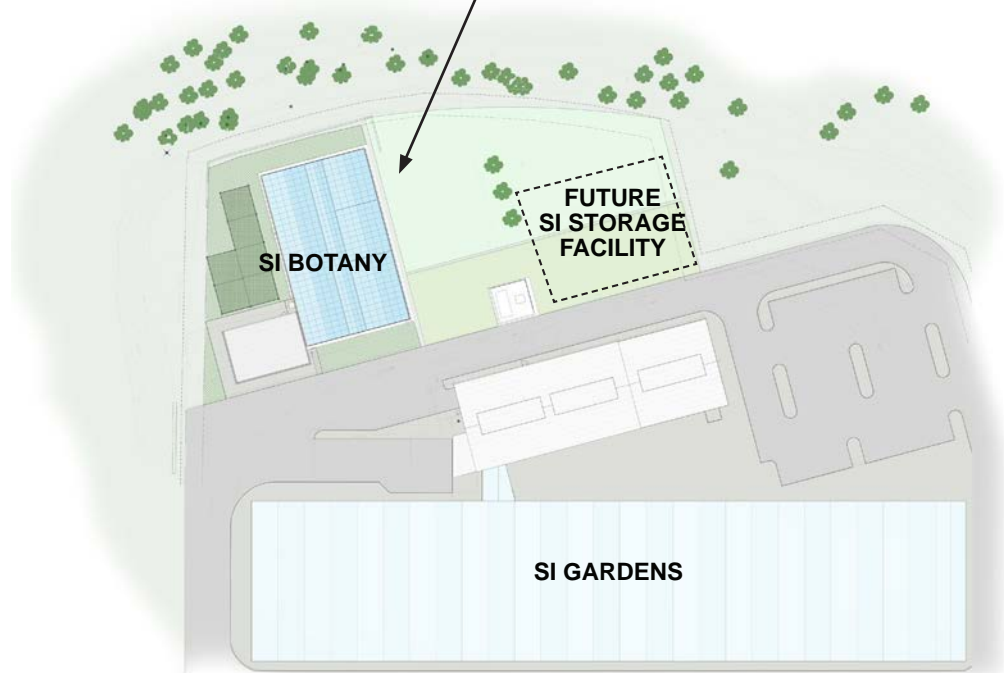 FUTURE
SI STORAGE
FACILITY
SI BOTANY
SI GARDENS